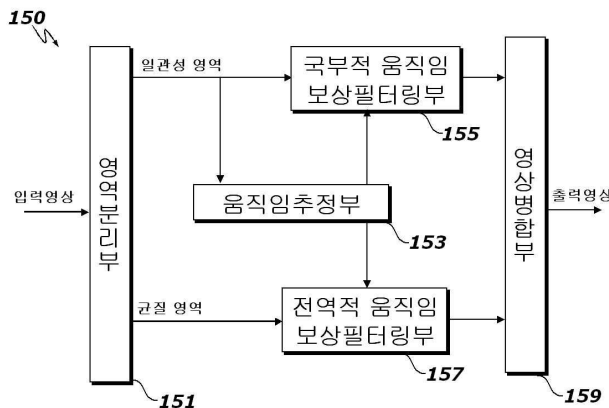 150
일관성 영역
국부적 움직임
보상필터링부
155
영역분리부
입력영상
움직임추정부
153
영상병합부
출력영상
균질 영역
전역적 움직임
보상필터링부
157
151
159